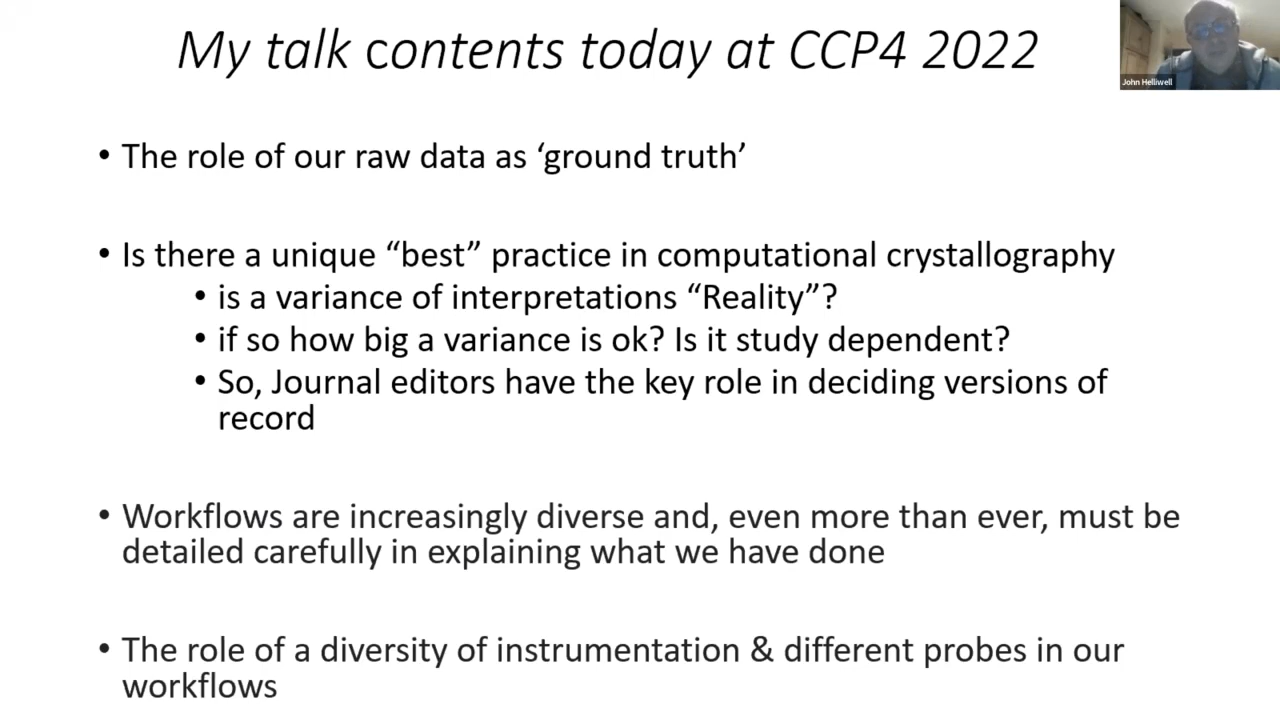 My talk contents today at CCP4 2022
John Helliwell
• The role of our raw data as ‘ground truth’
• Is there a unique “best” practice in computational crystallography
• is a variance of interpretations “Reality”?
• if so how big a variance is ok? Is it study dependent?
• So, Journal editors have the key role in deciding versions of
record
• Workflows are increasingly diverse and, even more than ever, must be
detailed carefully in explaining what we have done
• The role of a diversity of instrumentation & different probes in our
workflows